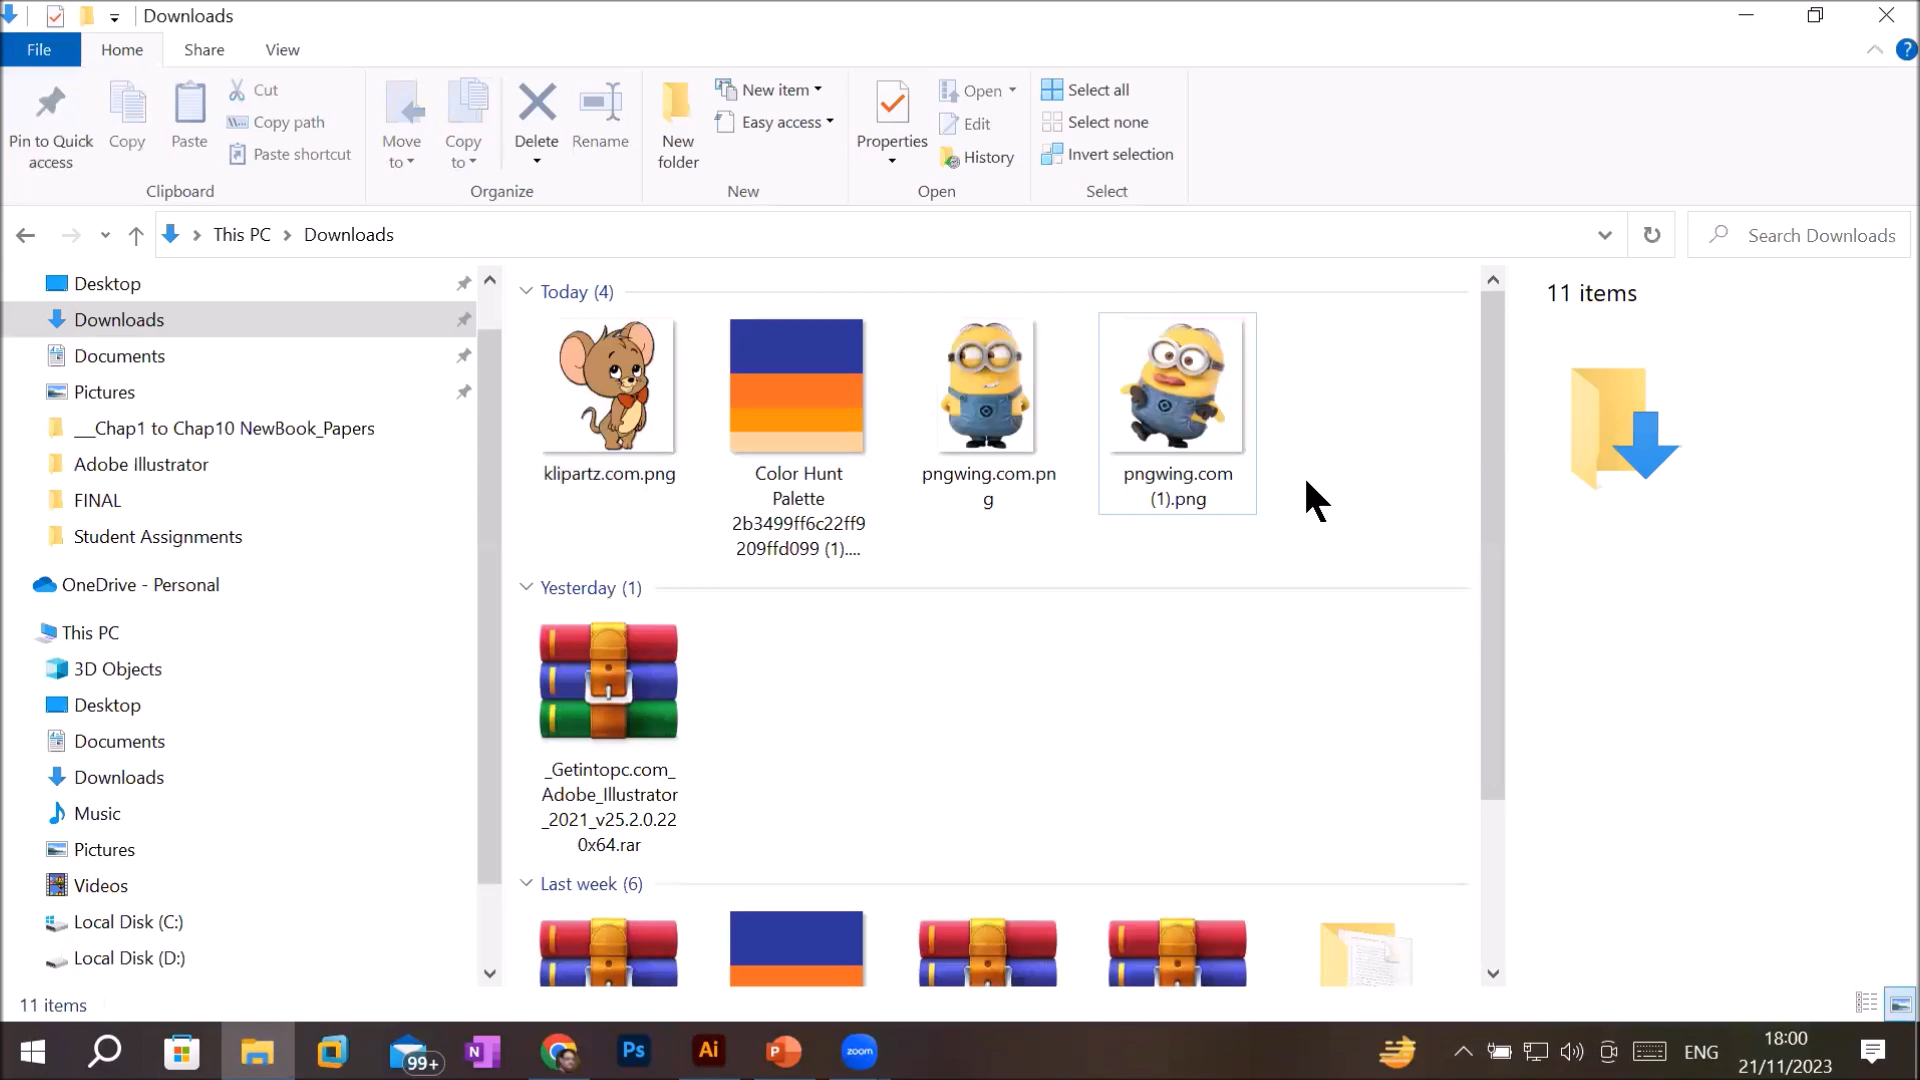 Downloads
File
Home
Share
View
Pin to Quick
access
Copy
Paste
Cut
Copy path
Paste shortcut
Clipboard
Move
to
Copy
to
Delete
Rename
Organize
New
folder
New item
Easy access
New
Properties
Open
Edit
History
Open
Select all
Select none
Invert selection
Select
This PC
Downloads
Search Downloads
Desktop
Downloads
Documents
Pictures
__Chap1 to Chap10 NewBook_Papers
Adobe Illustrator
FINAL
Student Assignments
OneDrive - Personal
This PC
3D Objects
Desktop
Documents
Downloads
Music
Pictures
Videos
Local Disk (C:)
Local Disk (D:)
Today (4)
klipartz.com.png
Color Hunt
Palette
2b3499ff6c22ff9
209ffd099 (1)....
pngwing.com.pn
g
pngwing.com
(1).png
Yesterday (1)
_Getintopc.com_
Adobe_Illustrator
_2021_v25.2.0.22
0x64.rar
Last week (6)
11 items
11 items
99+
N
Ps
Ai
P
zoom
ENG
18:00
21/11/2023